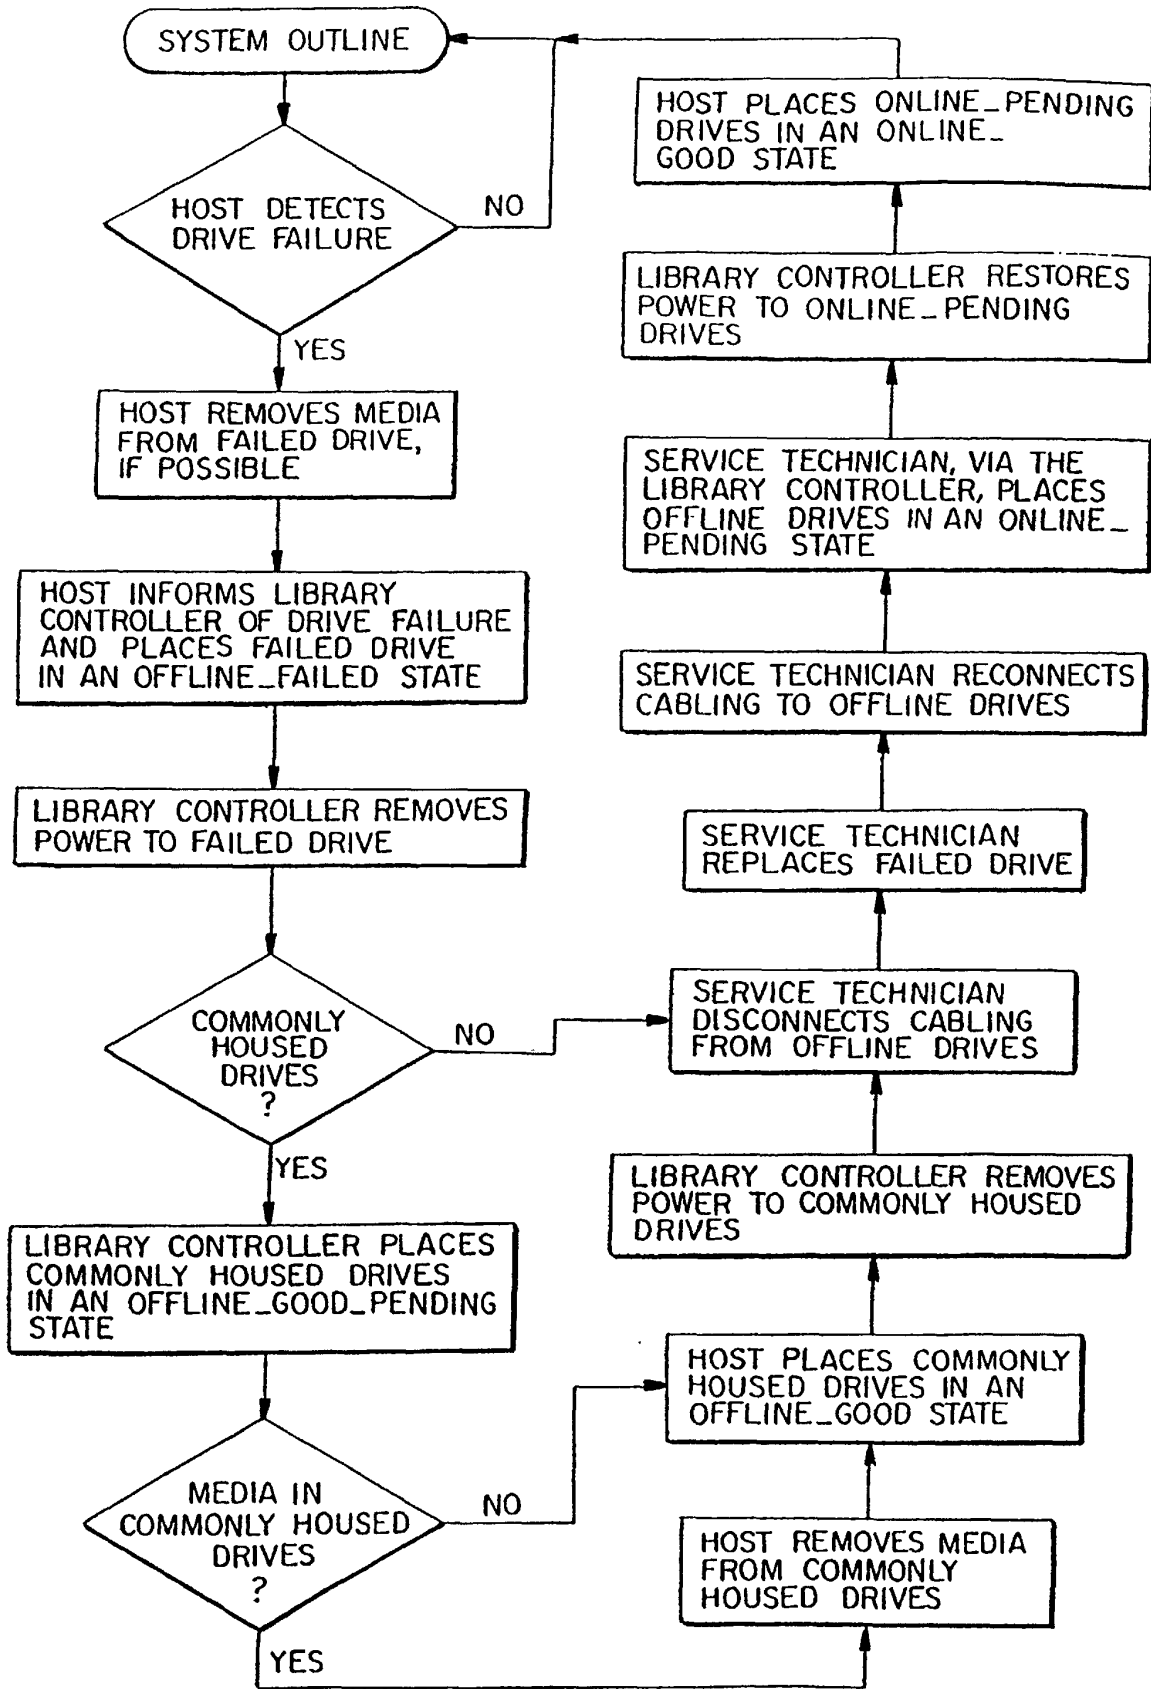 SYSTEM OUTLINE
HOST DETECTS
DRIVE FAILURE
NO
YES
HOST REMOVES MEDIA
FROM FAILED DRIVE,
IF POSSIBLE
HOST INFORMS LIBRARY
CONTROLLER OF DRIVE FAILURE
AND PLACES FAILED DRIVE
IN AN OFFLINE_FAILED STATE
LIBRARY CONTROLLER REMOVES
POWER TO FAILED DRIVE
COMMONLY
HOUSED
DRIVES
?
NO
YES
LIBRARY CONTROLLER PLACES
COMMONLY HOUSED DRIVES
IN AN OFFLINE_GOOD_PENDING
STATE
MEDIA IN
COMMONLY HOUSED
DRIVES
?
NO
YES
HOST REMOVES MEDIA
FROM COMMONLY
HOUSED DRIVES
HOST PLACES COMMONLY
HOUSED DRIVES IN AN
OFFLINE_GOOD STATE
LIBRARY CONTROLLER REMOVES
POWER TO COMMONLY HOUSED
DRIVES
SERVICE TECHNICIAN
DISCONNECTS CABLING
FROM OFFLINE DRIVES
SERVICE TECHNICIAN
REPLACES FAILED DRIVE
SERVICE TECHNICIAN RECONNECTS
CABLING TO OFFLINE DRIVES
SERVICE TECHNICIAN, VIA THE
LIBRARY CONTROLLER, PLACES
OFFLINE DRIVES IN AN ONLINE_
PENDING STATE
LIBRARY CONTROLLER RESTORES
POWER TO ONLINE_PENDING
DRIVES
HOST PLACES ONLINE_PENDING
DRIVES IN AN ONLINE_
GOOD STATE